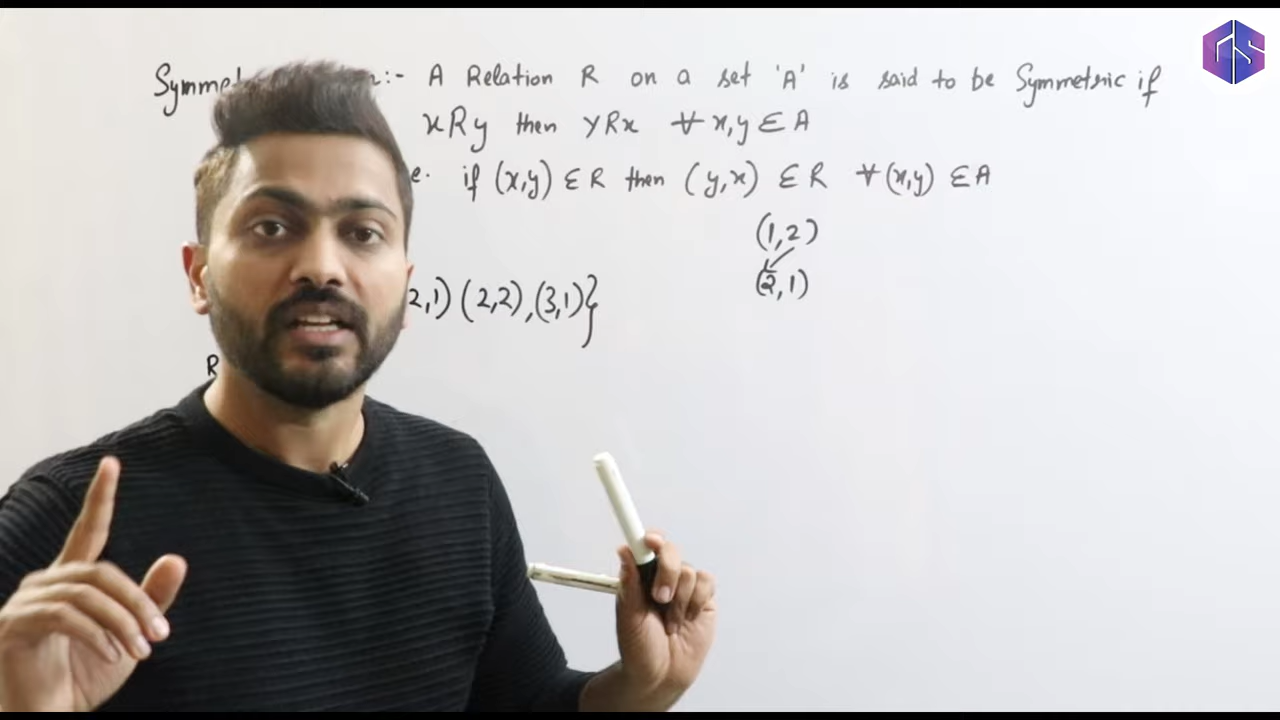 :- A Relation R on a set 'A' is said to be Symmetric if
xRy then yRx ∀ x,y ∈ A
e. if (x,y) ∈ R then (y,x) ∈ R ∀ (x,y) ∈ A
(1,2)
(2,1)
2,1) (2,2),(3,1)}
R